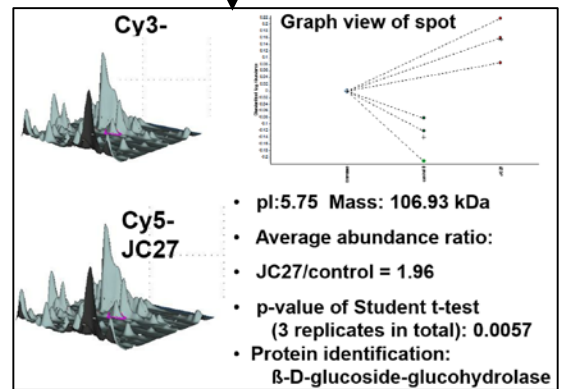 Cy3-
Graph view of spot
Cy5-
JC27
• pI:5.75 Mass: 106.93 kDa
• Average abundance ratio:
• JC27/control = 1.96
• p-value of Student t-test
(3 replicates in total): 0.0057
• Protein identification:
ß-D-glucoside-glucohydrolase